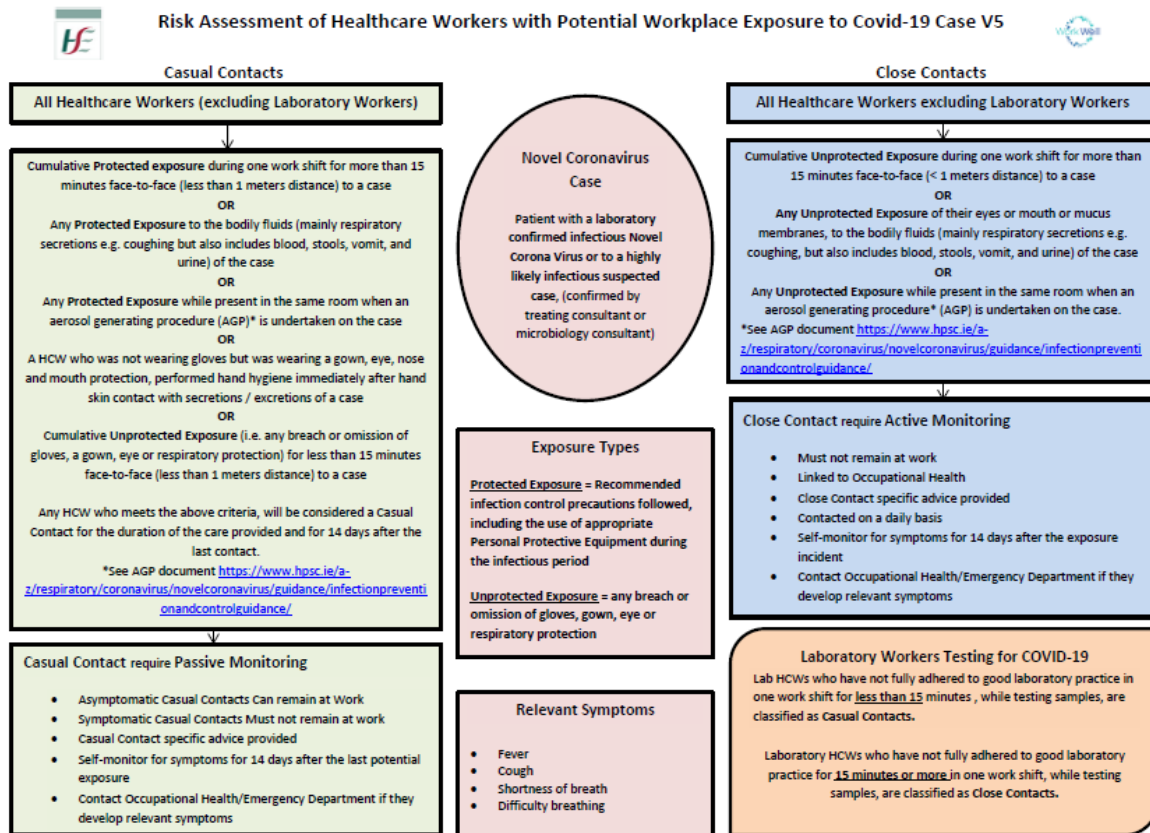 Risk Assessment of Healthcare Workers with Potential Workplace Exposure to Covid-19 Case V5
Work Well
Casual Contacts
All Healthcare Workers (excluding Laboratory Workers)
Cumulative Protected exposure during one work shift for more than 15
minutes face-to-face (less than 1 meters distance) to a case
OR
Any Protected Exposure to the bodily fluids (mainly respiratory
secretions e.g. coughing but also includes blood, stools, vomit, and
urine) of the case
OR
Any Protected Exposure while present in the same room when an
aerosol generating procedure (AGP)* is undertaken on the case
OR
A HCW who was not wearing gloves but was wearing a gown, eye, nose
and mouth protection, performed hand hygiene immediately after hand
skin contact with secretions / excretions of a case
OR
Cumulative Unprotected Exposure (i.e. any breach or omission of
gloves, a gown, eye or respiratory protection) for less than 15 minutes
face-to-face (less than 1 meters distance) to a case
Any HCW who meets the above criteria, will be considered a Casual
Contact for the duration of the care provided and for 14 days after the
last contact.
*See AGP document https://www.hpsc.ie/a-
z/respiratory/coronavirus/novelcoronavirus/guidance/infectionpreventi
onandcontrolguidance/
Casual Contact require Passive Monitoring
• Asymptomatic Casual Contacts Can remain at Work
• Symptomatic Casual Contacts Must not remain at work
• Casual Contact specific advice provided
• Self-monitor for symptoms for 14 days after the last potential
exposure
• Contact Occupational Health/Emergency Department if they
develop relevant symptoms
Novel Coronavirus
Case
Patient with a laboratory
confirmed infectious Novel
Corona Virus or to a highly
likely infectious suspected
case, (confirmed by
treating consultant or
microbiology consultant)
Exposure Types
Protected Exposure = Recommended
infection control precautions followed,
including the use of appropriate
Personal Protective Equipment during
the infectious period
Unprotected Exposure = any breach or
omission of gloves, gown, eye or
respiratory protection
Relevant Symptoms
• Fever
• Cough
• Shortness of breath
• Difficulty breathing
Close Contacts
All Healthcare Workers excluding Laboratory Workers
Cumulative Unprotected Exposure during one work shift for more than
15 minutes face-to-face (< 1 meters distance) to a case
OR
Any Unprotected Exposure of their eyes or mouth or mucus
membranes, to the bodily fluids (mainly respiratory secretions e.g.
coughing, but also includes blood, stools, vomit, and urine) of the case
OR
Any Unprotected Exposure while present in the same room when an
aerosol generating procedure* (AGP) is undertaken on the case.
*See AGP document https://www.hpsc.ie/a-
z/respiratory/coronavirus/novelcoronavirus/guidance/infectionpreventi
onandcontrolguidance/
Close Contact require Active Monitoring
• Must not remain at work
• Linked to Occupational Health
• Close Contact specific advice provided
• Contacted on a daily basis
• Self-monitor for symptoms for 14 days after the exposure
incident
• Contact Occupational Health/Emergency Department if they
develop relevant symptoms
Laboratory Workers Testing for COVID-19
Lab HCWs who have not fully adhered to good laboratory practice in
one work shift for less than 15 minutes , while testing samples, are
classified as Casual Contacts.
Laboratory HCWs who have not fully adhered to good laboratory
practice for 15 minutes or more in one work shift, while testing
samples, are classified as Close Contacts.